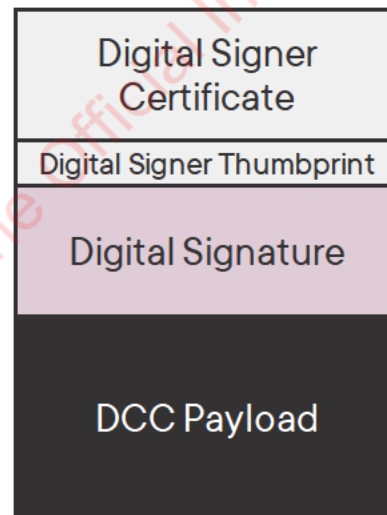 Digital Signer
Certificate
Digital Signer Thumbprint
Digital Signature
DCC Payload